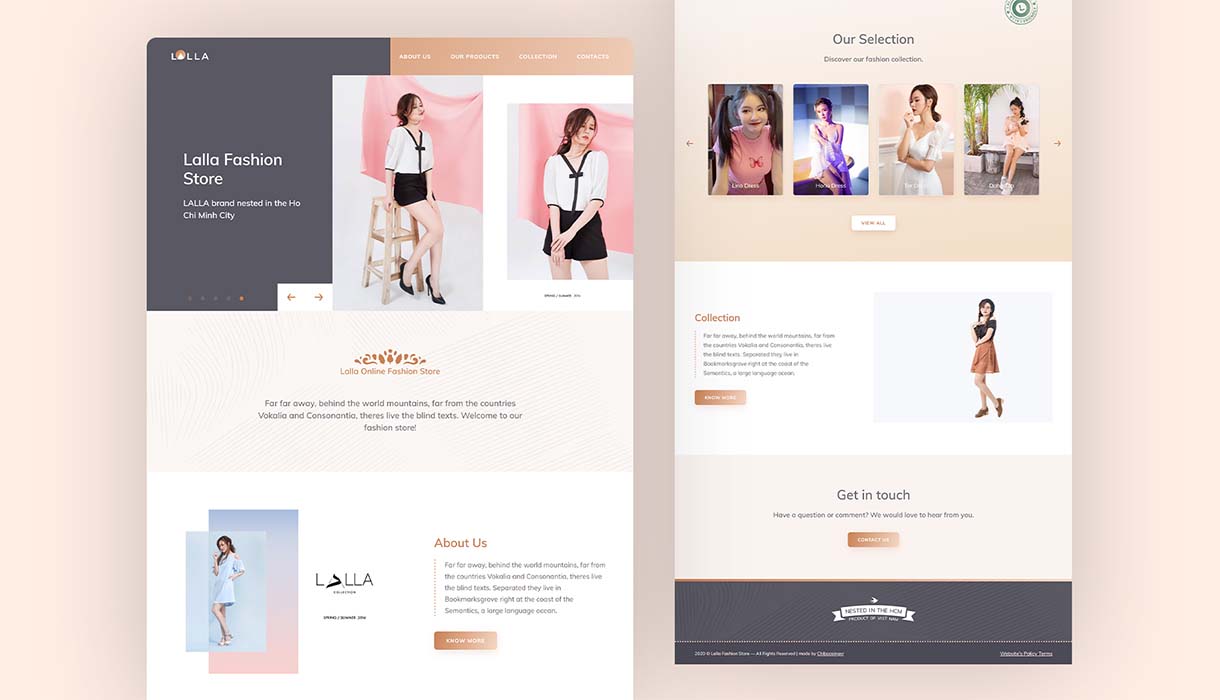 LALLA
ABOUT US
OUR PRODUCTS
COLLECTION
CONTACTS
Lalla Fashion
Store
LALLA brand nested in the Ho
Chi Minh City
SPRING / SUMMER 2016
Lalla Online Fashion Store
Far far away, behind the word mountains, far from the countries
Vokalia and Consonantia, theres live the blind texts. Welcome to our
fashion store!
LALLA
COLLECTION
SPRING / SUMMER 2016
About Us
Far far away, behind the world mountains, far from
the countries Vokalia and Consonantia, theres live
the blind texts. Separated they live in
Bookmarksgrove right at the coast of the
Semantics, a large language ocean.
KNOW MORE
Our Selection
Discover our fashion collection.
Lina Dress
Hana Dress
VIEW ALL
Collection
Far far away, behind the world mountains, far from
the countries Vokalia and Consonantia, theres live
the blind texts. Separated they live in
Bookmarksgrove right at the coast of the
Semantics, a large language ocean.
KNOW MORE
Get in touch
Have a question or comment? We would love to hear from you.
CONTACT US
NESTED IN THE HCM
PRODUCT OF VIET NAM
2020 © Lalla Fashion Store — All Rights Reserved | made by
Website's Policy Terms